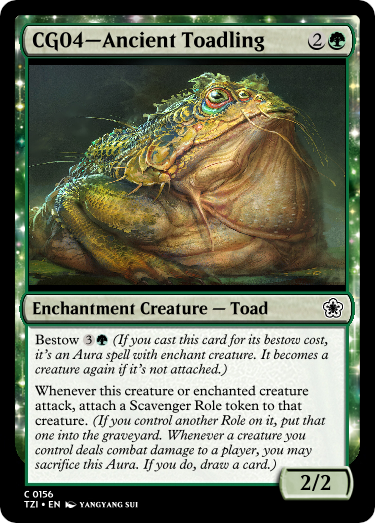 CG04—Ancient Toadling 2
Enchantment Creature — Toad
Bestow 3 (If you cast this card for its bestow cost,
it's an Aura spell with enchant creature. It becomes a
creature again if it's not attached.)
Whenever this creature or enchanted creature
attack, attach a Scavenger Role token to that
creature. (If you control another Role on it, put that
one into the graveyard. Whenever a creature you
control deals combat damage to a player, you may
sacrifice this Aura. If you do, draw a card.)
2/2
C 0156
TZI • EN YANGYANG SUI